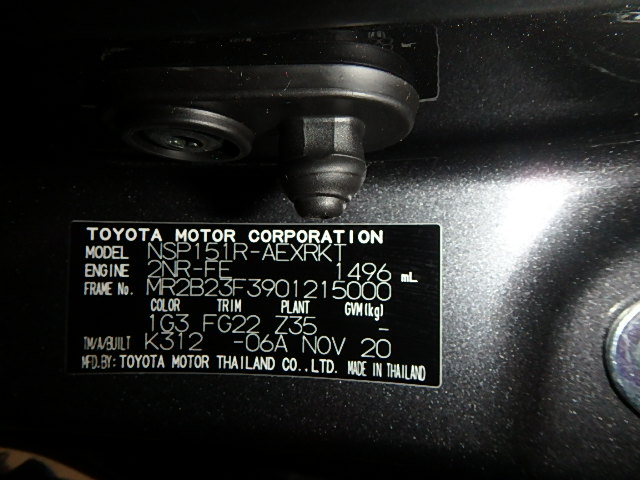 TOYOTA MOTOR CORPORATION
MODEL NSP151R-AEXRKT
ENGINE 2NR-FE 1496 mL
FRAME No. MR2B23F3901215000
COLOR TRIM PLANT GVM(kg)
1G3 FG22 Z35 -
TM/A/BUILT K312 -06A NOV 20
MFD.BY: TOYOTA MOTOR THAILAND CO.,LTD. MADE IN THAILAND